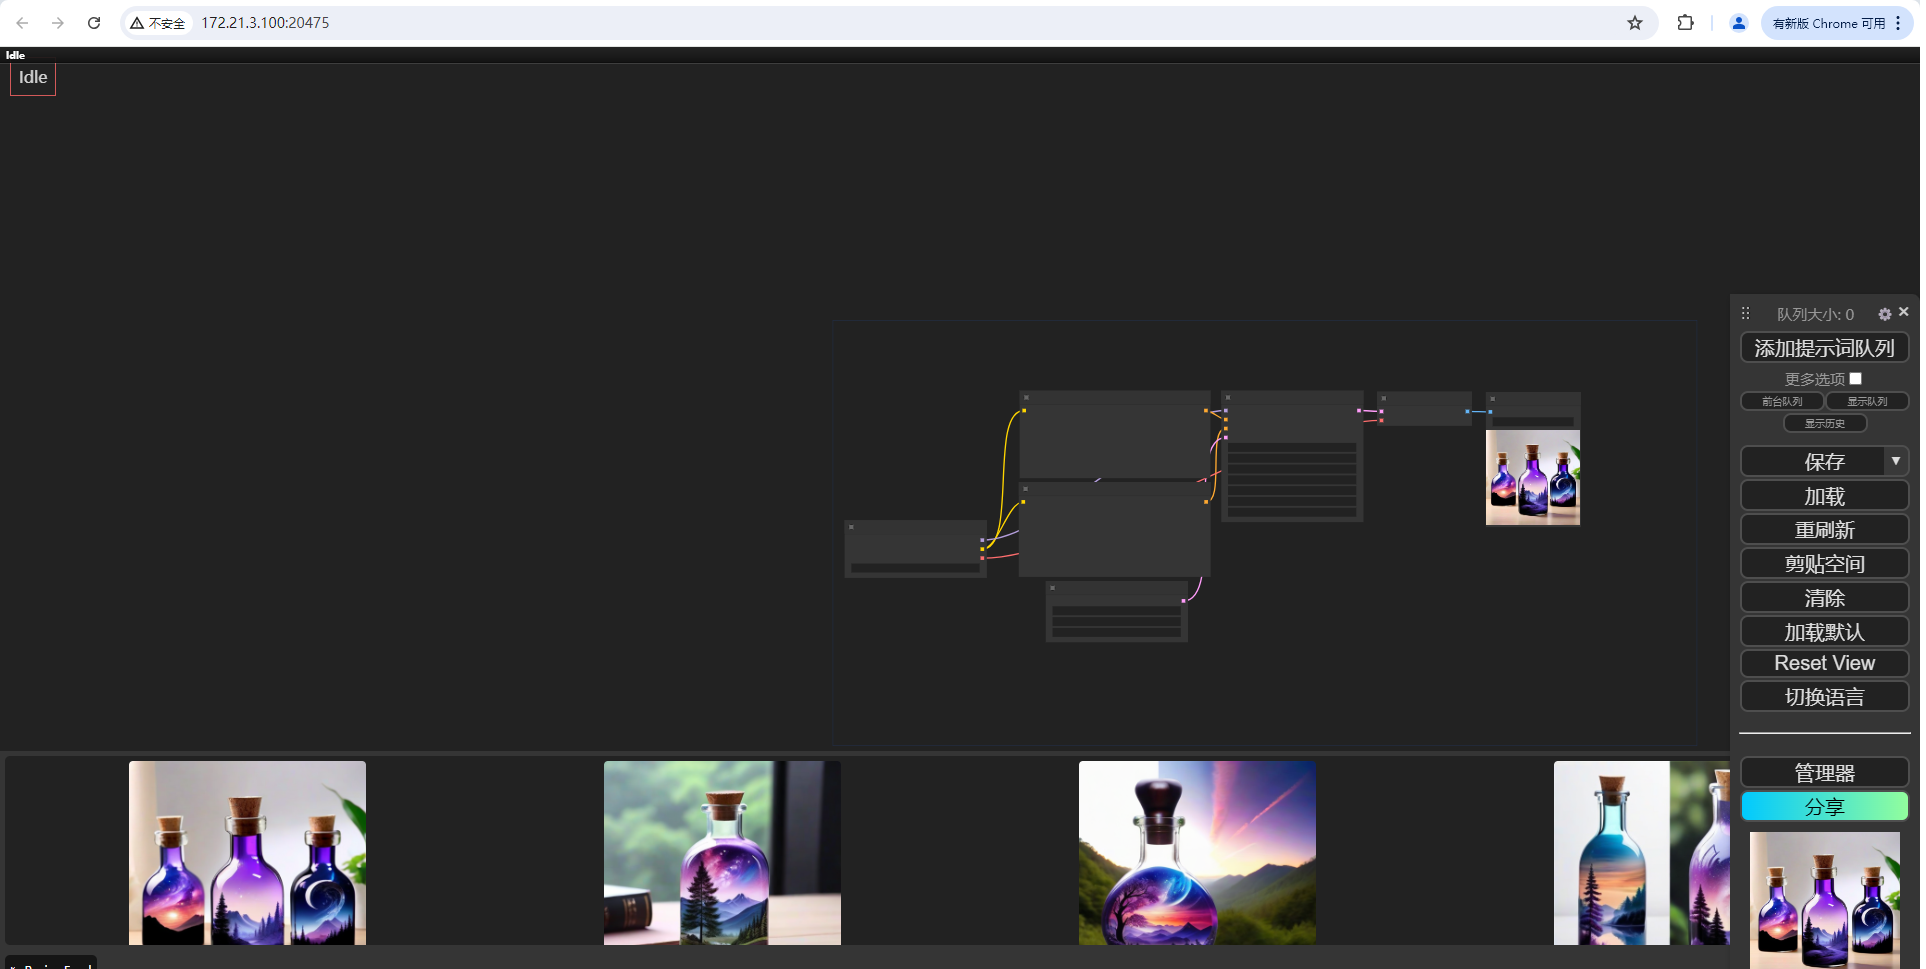 不安全
172.21.3.100:20475
有新版 Chrome 可用
Idle
Idle
队列大小: 0
添加提示词队列
更多选项
前台队列
显示队列
显示历史
保存
加载
重刷新
剪贴空间
清除
加载默认
Reset View
切换语言
管理器
分享